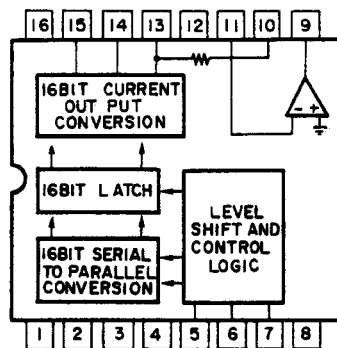 16 15 14 13 12 11 10 9
16BIT CURRENT
OUT PUT
CONVERSION
- +
16BIT LATCH
LEVEL
SHIFT AND
CONTROL
LOGIC
16BIT SERIAL
TO PARALLEL
CONVERSION
1 2 3 4 5 6 7 8